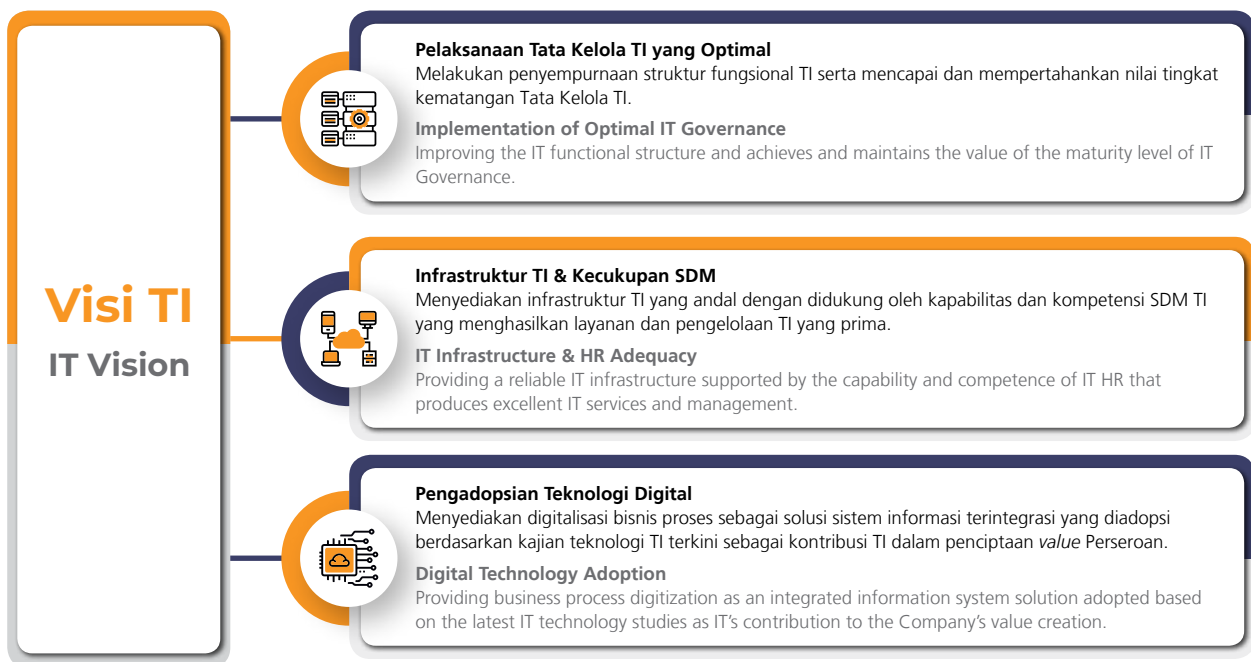 Visi TI
IT Vision
Pelaksanaan Tata Kelola TI yang Optimal
Melakukan penyempurnaan struktur fungsional TI serta mencapai dan mempertahankan nilai tingkat
kematangan Tata Kelola TI.
Implementation of Optimal IT Governance
Improving the IT functional structure and achieves and maintains the value of the maturity level of IT
Governance.
Infrastruktur TI & Kecukupan SDM
Menyediakan infrastruktur TI yang andal dengan didukung oleh kapabilitas dan kompetensi SDM TI
yang menghasilkan layanan dan pengelolaan TI yang prima.
IT Infrastructure & HR Adequacy
Providing a reliable IT infrastructure supported by the capability and competence of IT HR that
produces excellent IT services and management.
Pengadopsian Teknologi Digital
Menyediakan digitalisasi bisnis proses sebagai solusi sistem informasi terintegrasi yang diadopsi
berdasarkan kajian teknologi TI terkini sebagai kontribusi TI dalam penciptaan value Perseroan.
Digital Technology Adoption
Providing business process digitization as an integrated information system solution adopted based
on the latest IT technology studies as IT’s contribution to the Company’s value creation.